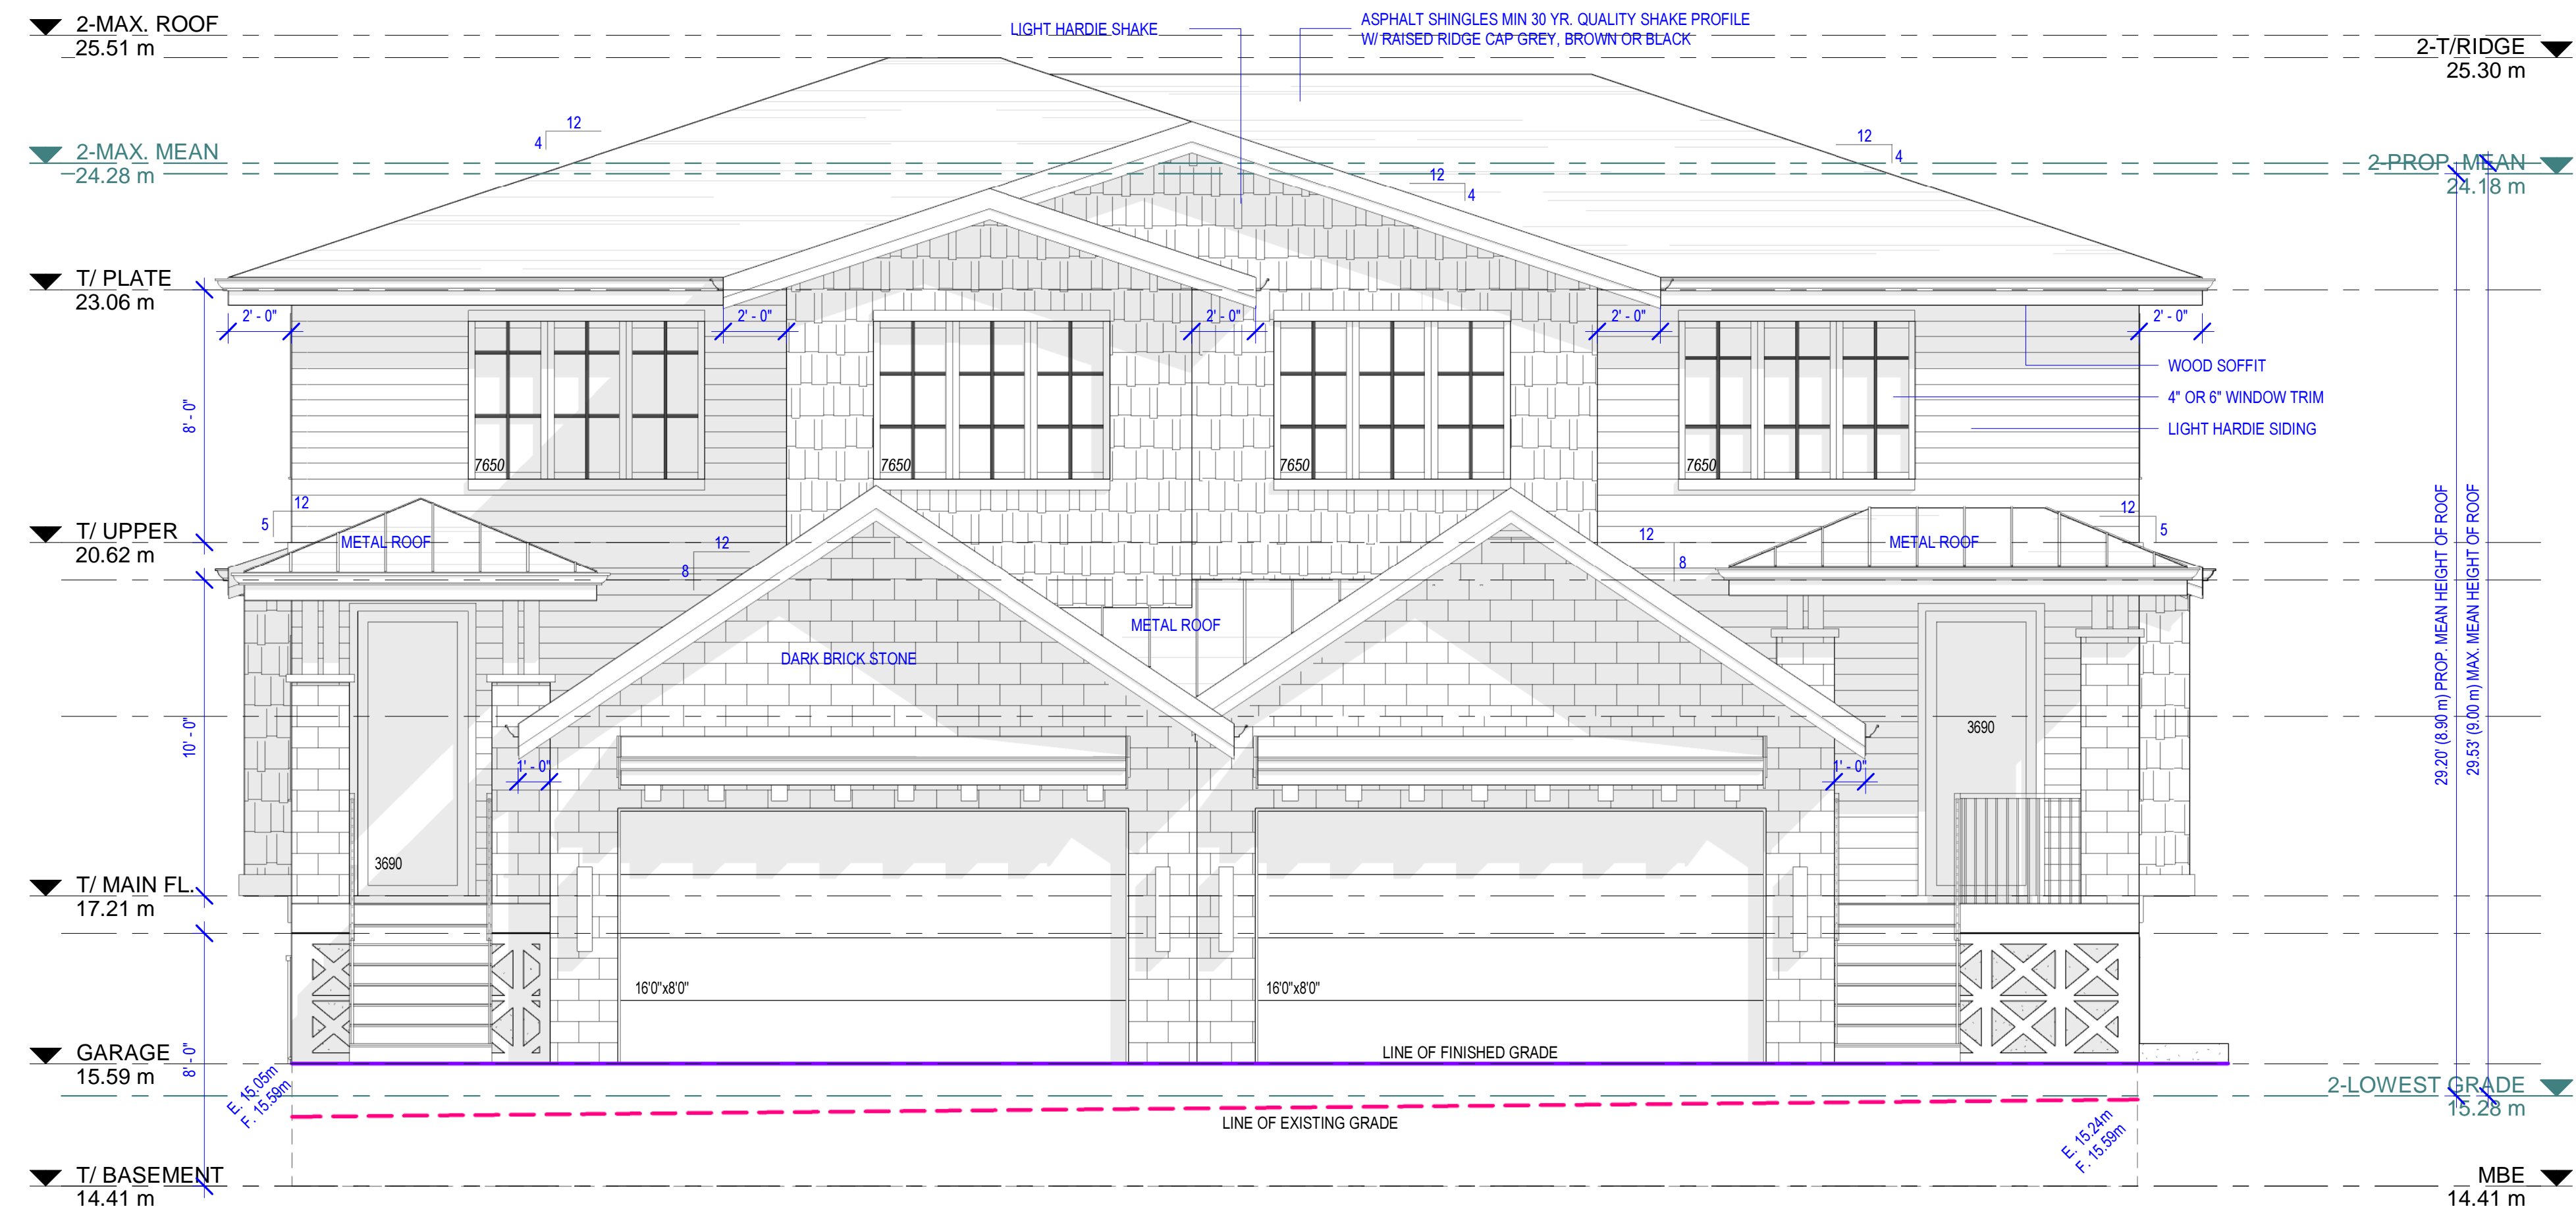 2-MAX. ROOF
25.51 m
LIGHT HARDIE SHAKE
ASPHALT SHINGLES MIN 30 YR. QUALITY SHAKE PROFILE
W/ RAISED RIDGE CAP GREY, BROWN OR BLACK
2-T/RIDGE
25.30 m
12
4
12
4
2-MAX. MEAN
24.28 m
2-PROP. MEAN
24.18 m
12
4
T/ PLATE
23.06 m
2' - 0"
2' - 0"
2' - 0"
2' - 0"
2' - 0"
WOOD SOFFIT
4" OR 6" WINDOW TRIM
LIGHT HARDIE SIDING
8' - 0"
7650
7650
7650
7650
12
5
12
5
T/ UPPER
20.62 m
METAL ROOF
12
8
12
8
METAL ROOF
METAL ROOF
DARK BRICK STONE
29.20' (8.90 m) PROP. MEAN HEIGHT OF ROOF
29.53' (9.00 m) MAX. MEAN HEIGHT OF ROOF
10' - 0"
3690
1' - 0"
1' - 0"
3690
T/ MAIN FL.
17.21 m
16'0"x8'0"
16'0"x8'0"
GARAGE
15.59 m
8' - 0"
LINE OF FINISHED GRADE
E. 15.05m
F. 15.59m
2-LOWEST GRADE
15.28 m
LINE OF EXISTING GRADE
E. 15.24m
F. 15.59m
T/ BASEMENT
14.41 m
MBE
14.41 m